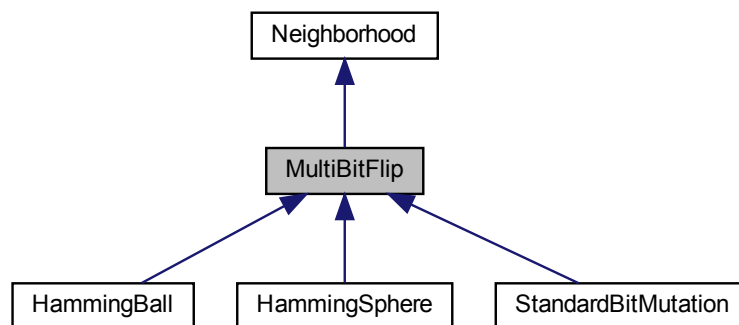 Neighborhood
MultiBitFlip
HammingBall
HammingSphere
StandardBitMutation